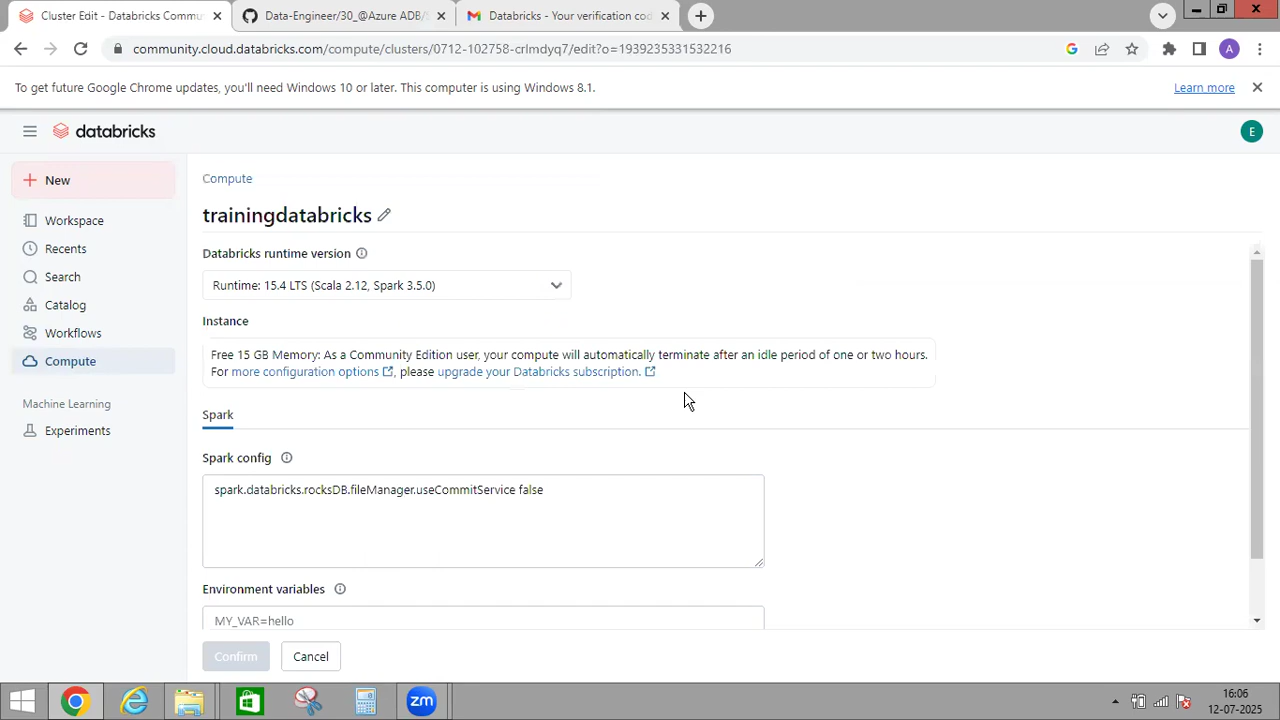 Cluster Edit - Databricks Commu
Data-Engineer/30_@Azure ADB/
Databricks - Your verification cod
community.cloud.databricks.com/compute/clusters/0712-102758-crlmdyq7/edit?o=1939235331532216
A
To get future Google Chrome updates, you'll need Windows 10 or later. This computer is using Windows 8.1.
Learn more
databricks
E
New
Workspace
Recents
Search
Catalog
Workflows
Compute
Machine Learning
Experiments
Compute
trainingdatabricks
Databricks runtime version
Runtime: 15.4 LTS (Scala 2.12, Spark 3.5.0)
Instance
Free 15 GB Memory: As a Community Edition user, your compute will automatically terminate after an idle period of one or two hours.
For more configuration options, please upgrade your Databricks subscription.
Spark
Spark config
spark.databricks.rocksDB.fileManager.useCommitService false
Environment variables
MY_VAR=hello
Confirm
Cancel
zm
16:06
12-07-2025